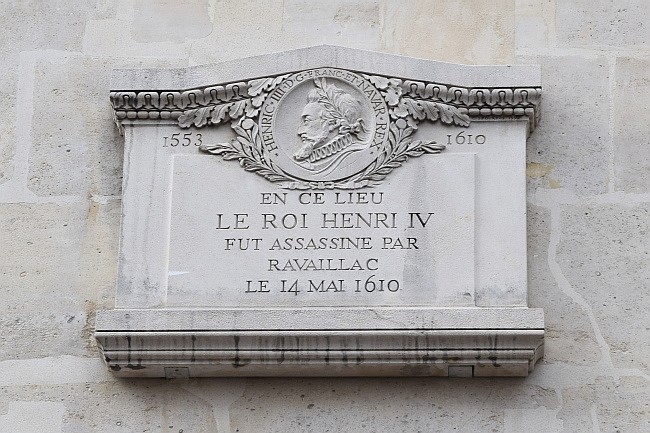 HENRIC·IIII·D·G·FRANC·ET·NAVAR·REX·
1553 1610
EN CE LIEU
LE ROI HENRI IV
FUT ASSASSINE PAR
RAVAILLAC
LE 14 MAI 1610